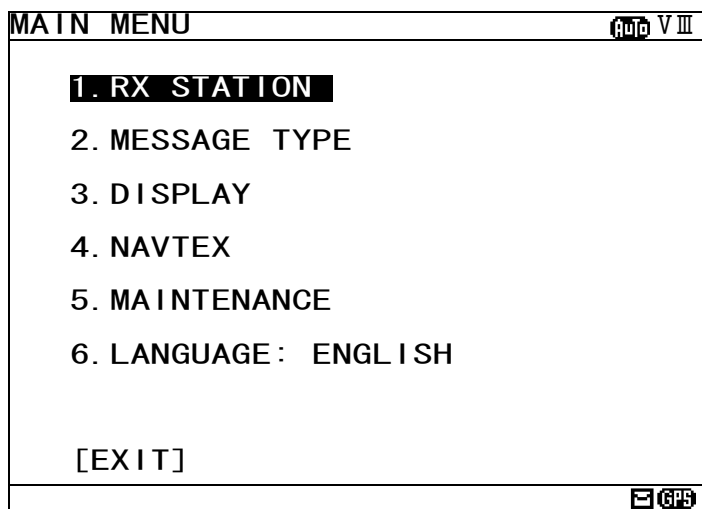 MAIN MENU AUTO VⅢ
1. RX STATION
2. MESSAGE TYPE
3. DISPLAY
4. NAVTEX
5. MAINTENANCE
6. LANGUAGE: ENGLISH
[EXIT]
GPS